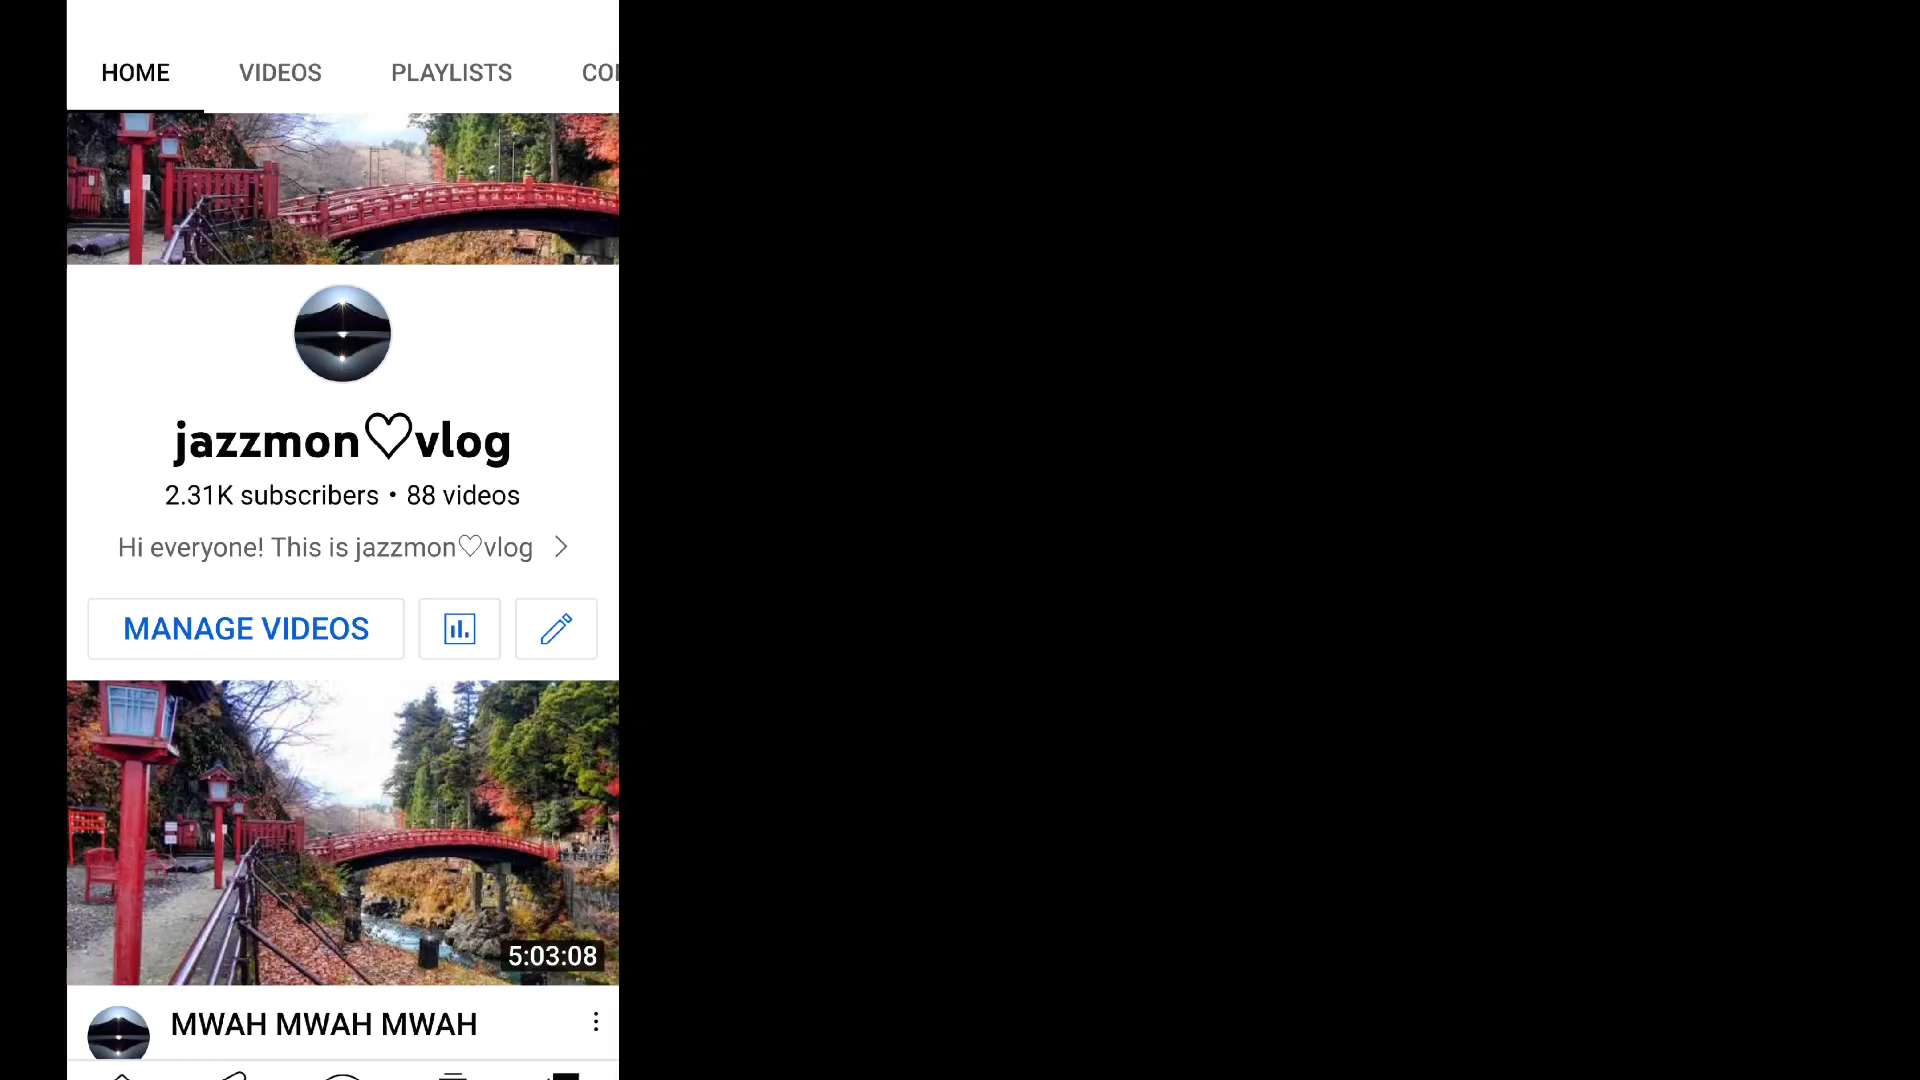 HOME VIDEOS PLAYLISTS
jazzmon♡vlog
2.31K subscribers • 88 videos
Hi everyone! This is jazzmon♡vlog
MANAGE VIDEOS
5:03:08
MWAH MWAH MWAH